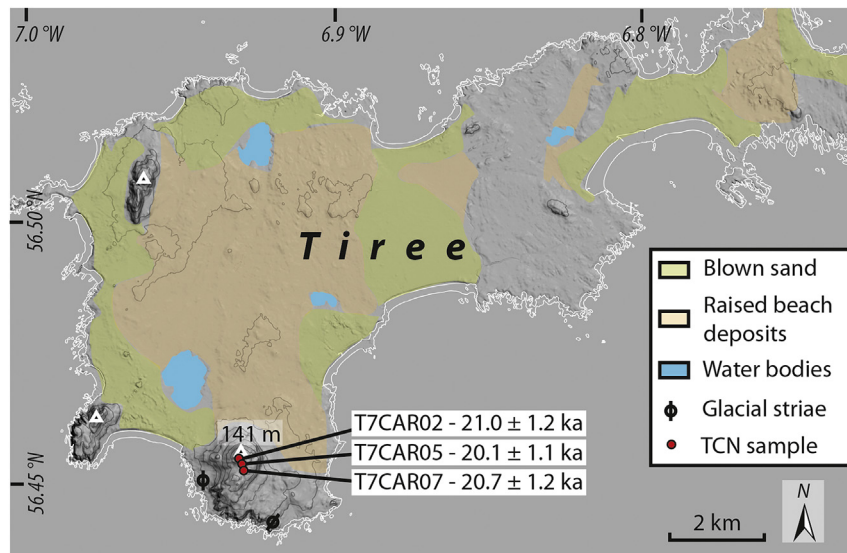 7.0 °W
6.9 °W
6.8 °W
56.50 °N
56.45 °N
Tiree
141 m
T7CAR02 - 21.0 ± 1.2 ka
T7CAR05 - 20.1 ± 1.1 ka
T7CAR07 - 20.7 ± 1.2 ka
Blown sand
Raised beach
deposits
Water bodies
Glacial striae
TCN sample
2 km
N